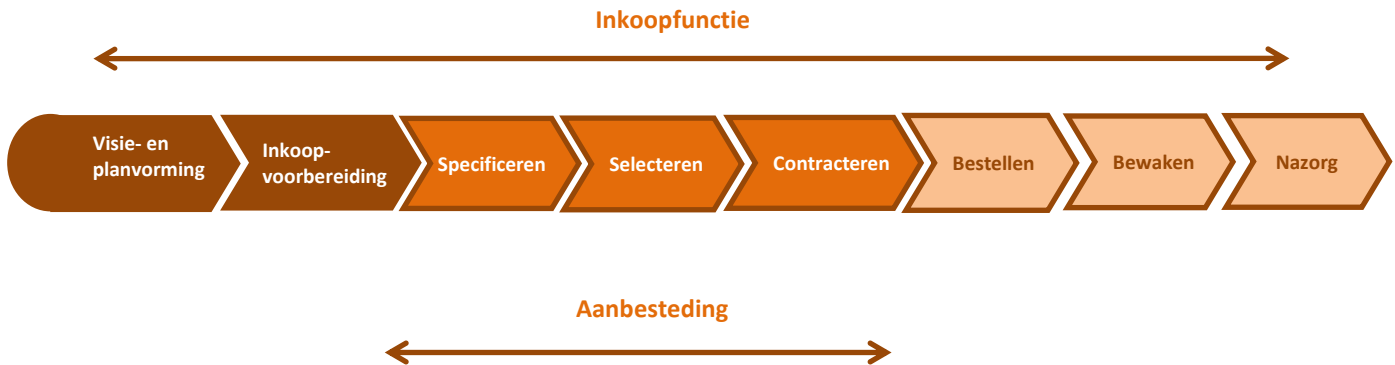 Inkoopfunctie
Visie- en
planvorming
Inkoop-
voorbereiding
Specificeren
Selecteren
Contracteren
Bestellen
Bewaken
Nazorg
Aanbesteding